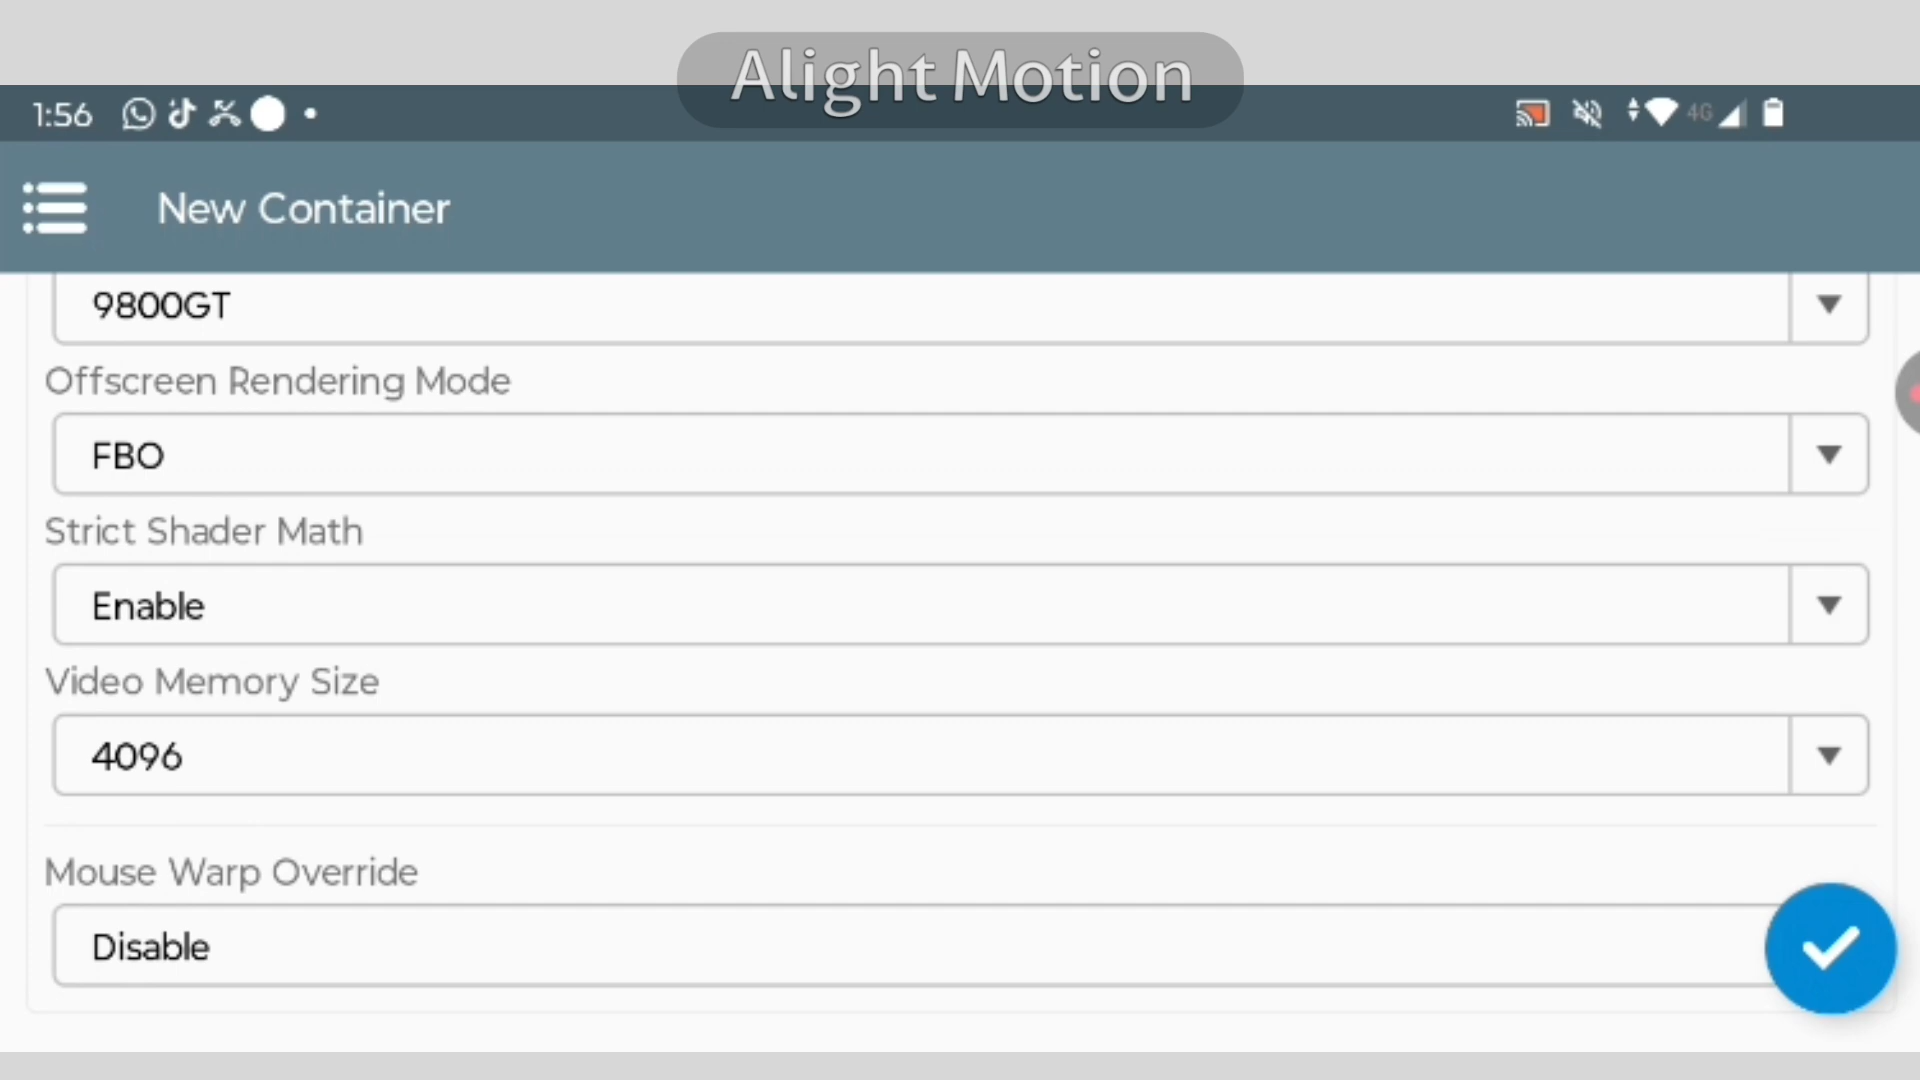 Alight Motion
1:56
4G
New Container
9800GT
Offscreen Rendering Mode
FBO
Strict Shader Math
Enable
Video Memory Size
4096
Mouse Warp Override
Disable